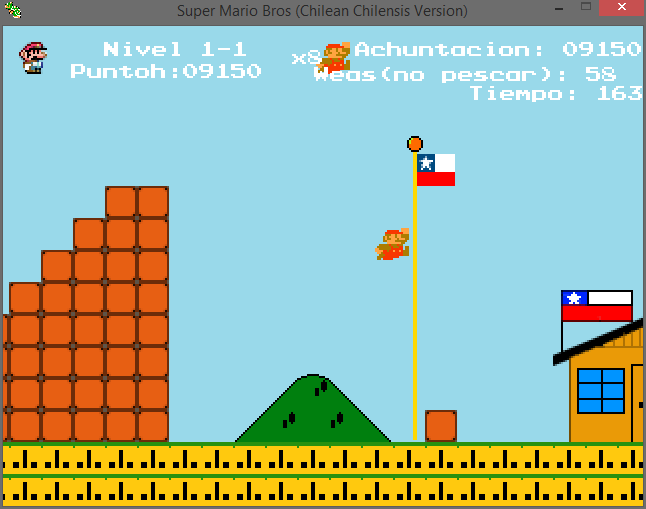 Super Mario Bros (Chilean Chilensis Version)
Nivel 1-1
x8
Achuntacion: 09150
Puntoh:09150
Weas(no pescar): 58
Tiempo: 163